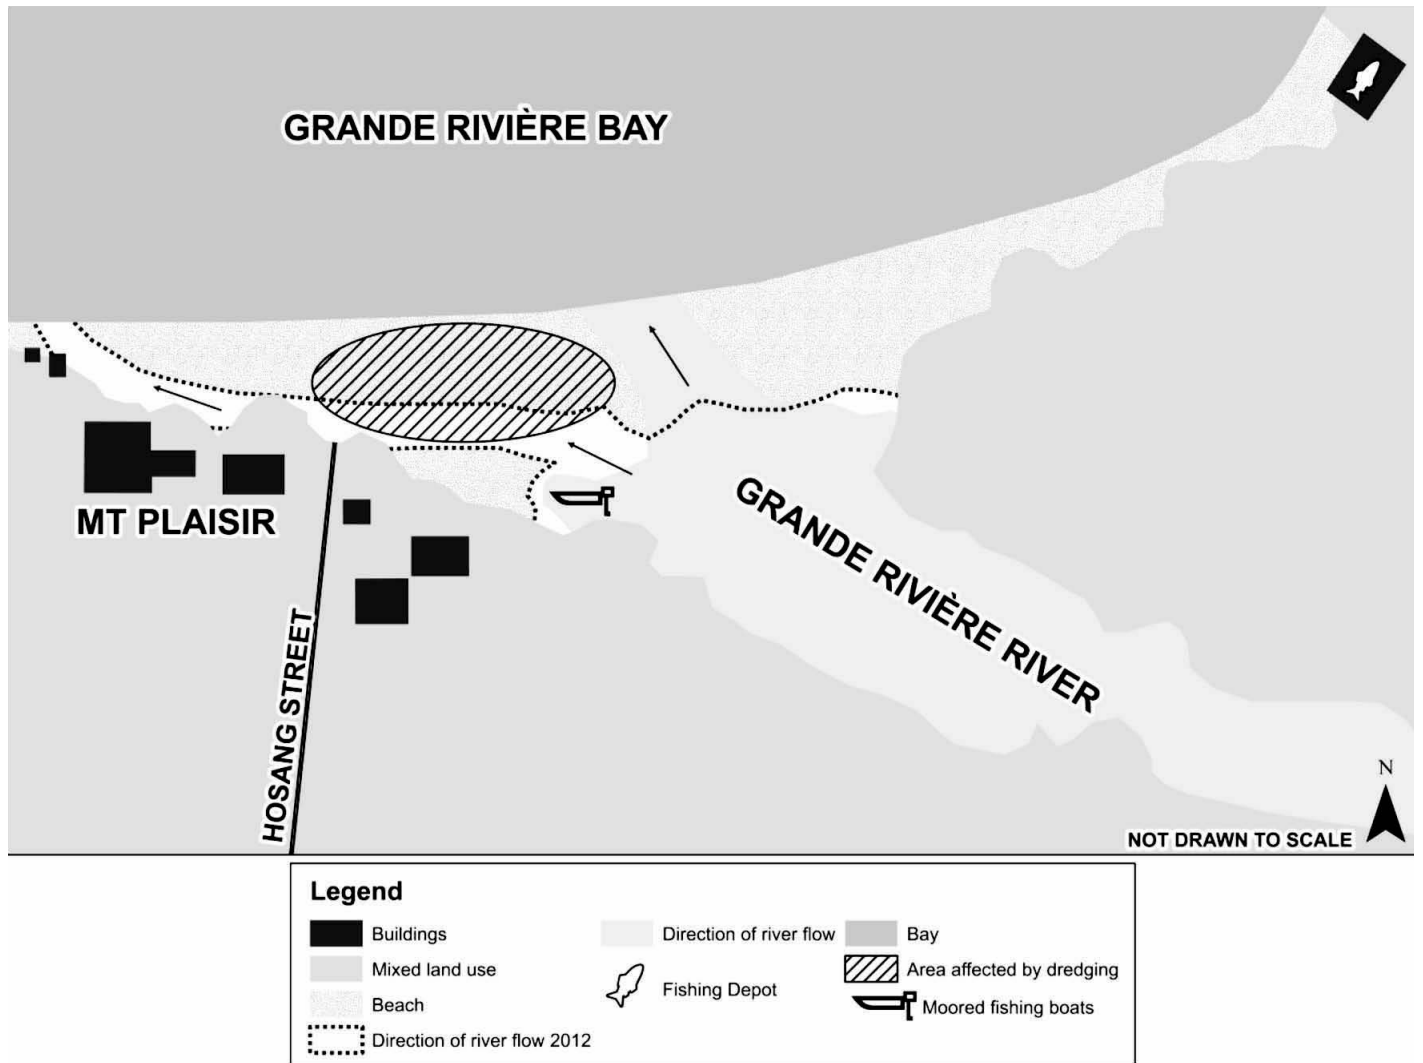 GRANDE RIVIÈRE BAY
MT PLAISIR
GRANDE RIVIÈRE RIVER
HOSANG STREET
N
NOT DRAWN TO SCALE
Legend
Buildings
Mixed land use
Beach
Direction of river flow 2012
Direction of river flow
Fishing Depot
Bay
Area affected by dredging
Moored fishing boats